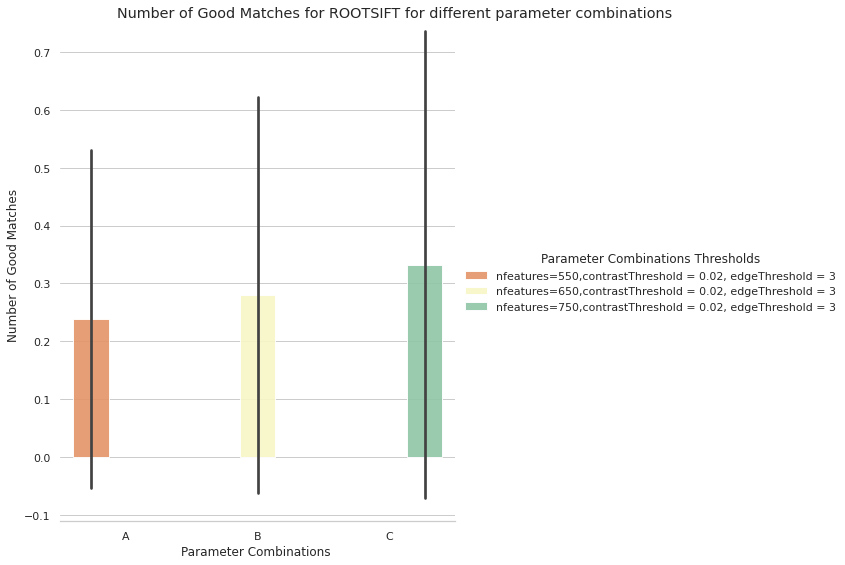 Number of Good Matches for ROOTSIFT for different parameter combinations
0.7
0.6
0.5
0.4
0.3
0.2
0.1
0.0
−0.1
Number of Good Matches
A B C
Parameter Combinations
Parameter Combinations Thresholds
nfeatures=550,contrastThreshold = 0.02, edgeThreshold = 3
nfeatures=650,contrastThreshold = 0.02, edgeThreshold = 3
nfeatures=750,contrastThreshold = 0.02, edgeThreshold = 3